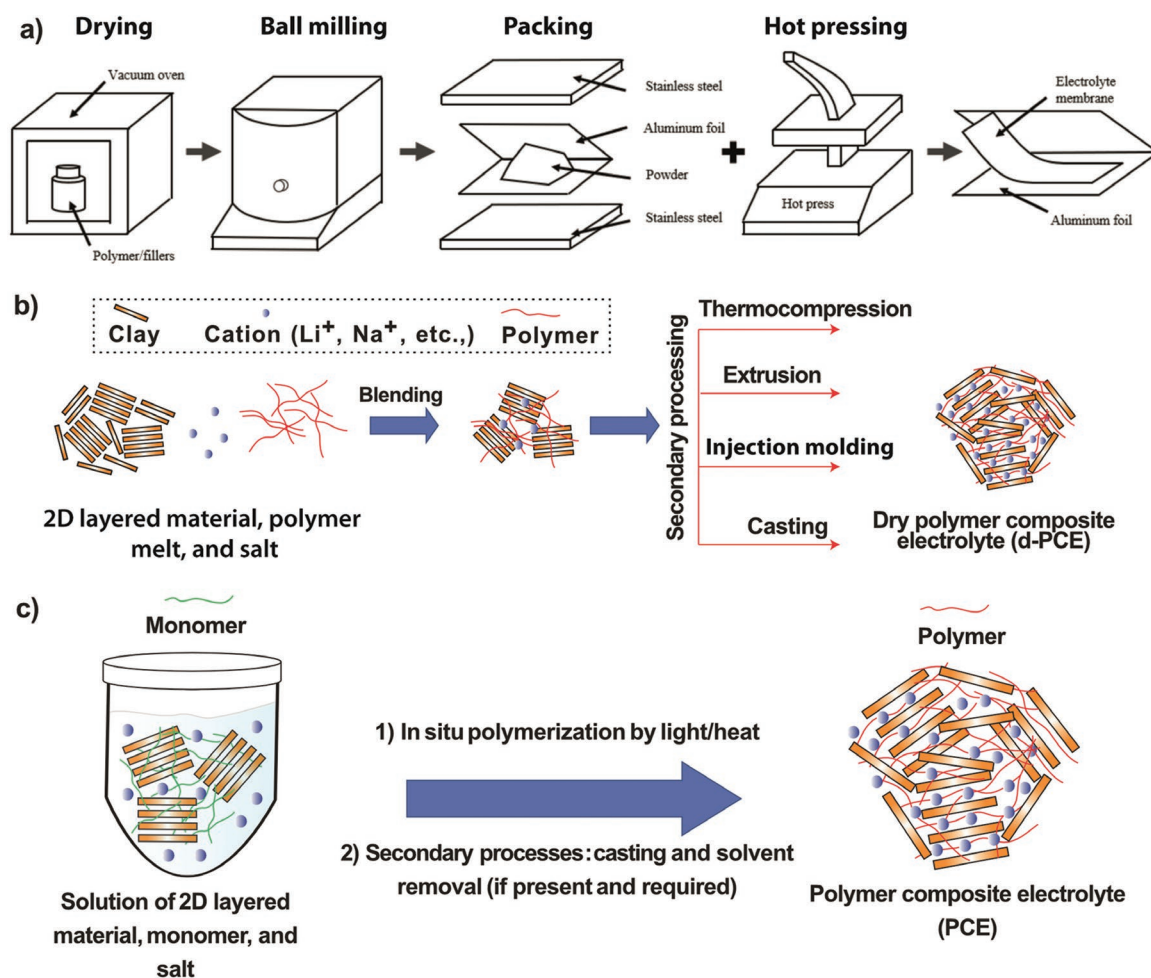 a)
Drying
Ball milling
Packing
Hot pressing
Vacuum oven
Polymer/fillers
Stainless steel
Aluminum foil
Powder
Stainless steel
Hot press
Electrolyte
membrane
Aluminum foil
b)
Clay
Cation (Li⁺, Na⁺, etc.,)
Polymer
Blending
2D layered material, polymer
melt, and salt
Secondary processing
Thermocompression
Extrusion
Injection molding
Casting
Dry polymer composite
electrolyte (d-PCE)
c)
Monomer
Solution of 2D layered
material, monomer, and
salt
1) In situ polymerization by light/heat
2) Secondary processes: casting and solvent
removal (if present and required)
Polymer
Polymer composite electrolyte
(PCE)